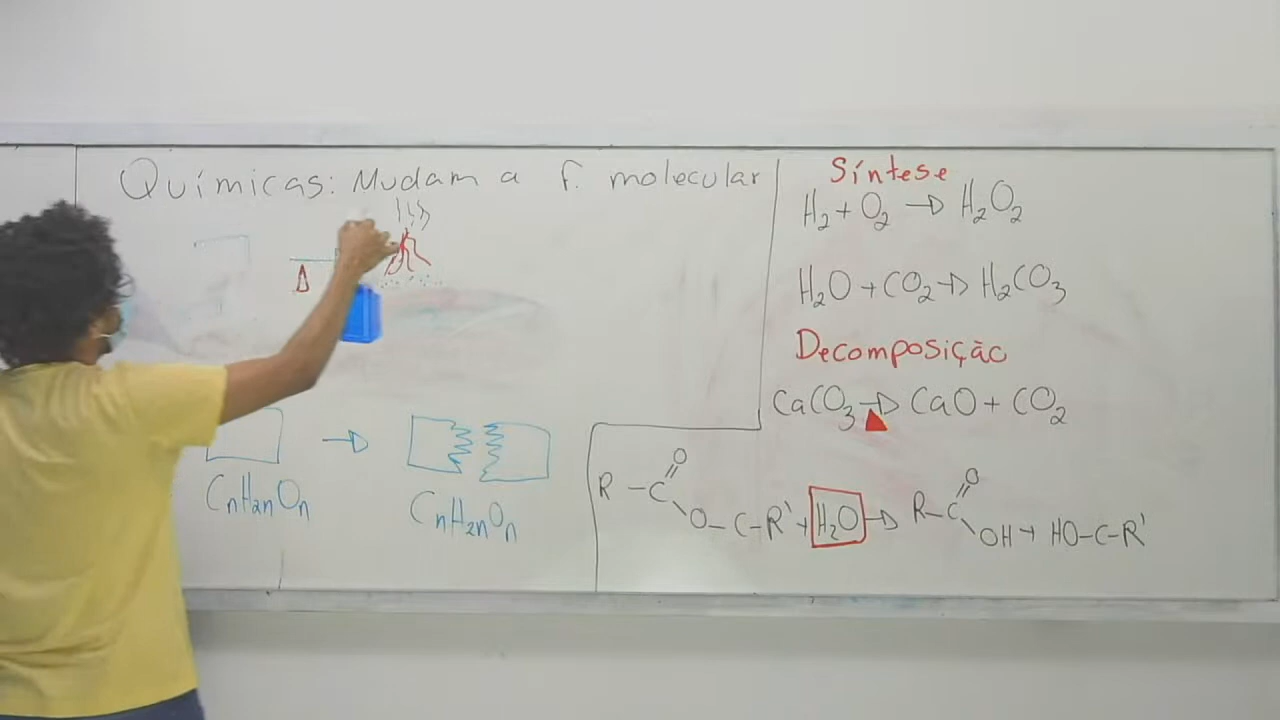 Químicas: Mudam a f. molecular
CnH2nOn
CnH2nOn
Síntese
H2 + O2 → H2O2
H2O + CO2 → H2CO3
Decomposição
CaCO3 → CaO + CO2
R-C
O
O-C-R' + H2O → R-C
O
OH + HO-C-R'